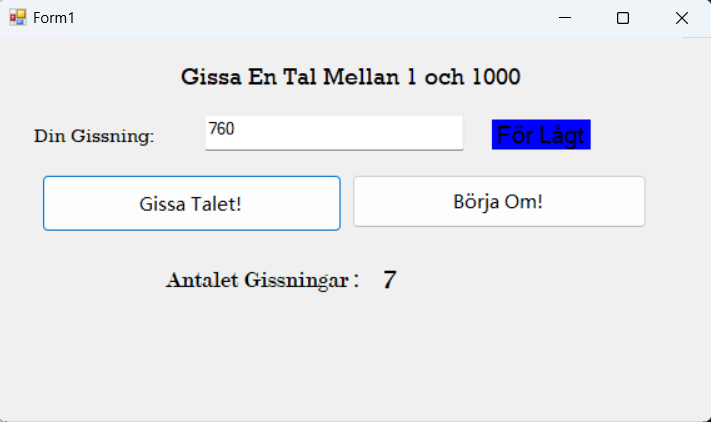 Form1
Gissa En Tal Mellan 1 och 1000
Din Gissning: 760 För Lågt
Gissa Talet! Börja Om!
Antalet Gissningar : 7